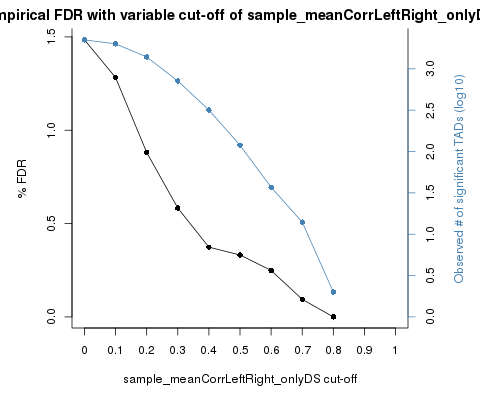 mpirical FDR with variable cut-off of sample_meanCorrLeftRight_onlyD
% FDR
1.5
1.0
0.5
0.0
3.0
2.5
2.0
1.5
1.0
0.5
0.0
Observed # of significant TADs (log10)
0 0.1 0.2 0.3 0.4 0.5 0.6 0.7 0.8 0.9 1
sample_meanCorrLeftRight_onlyDS cut-off